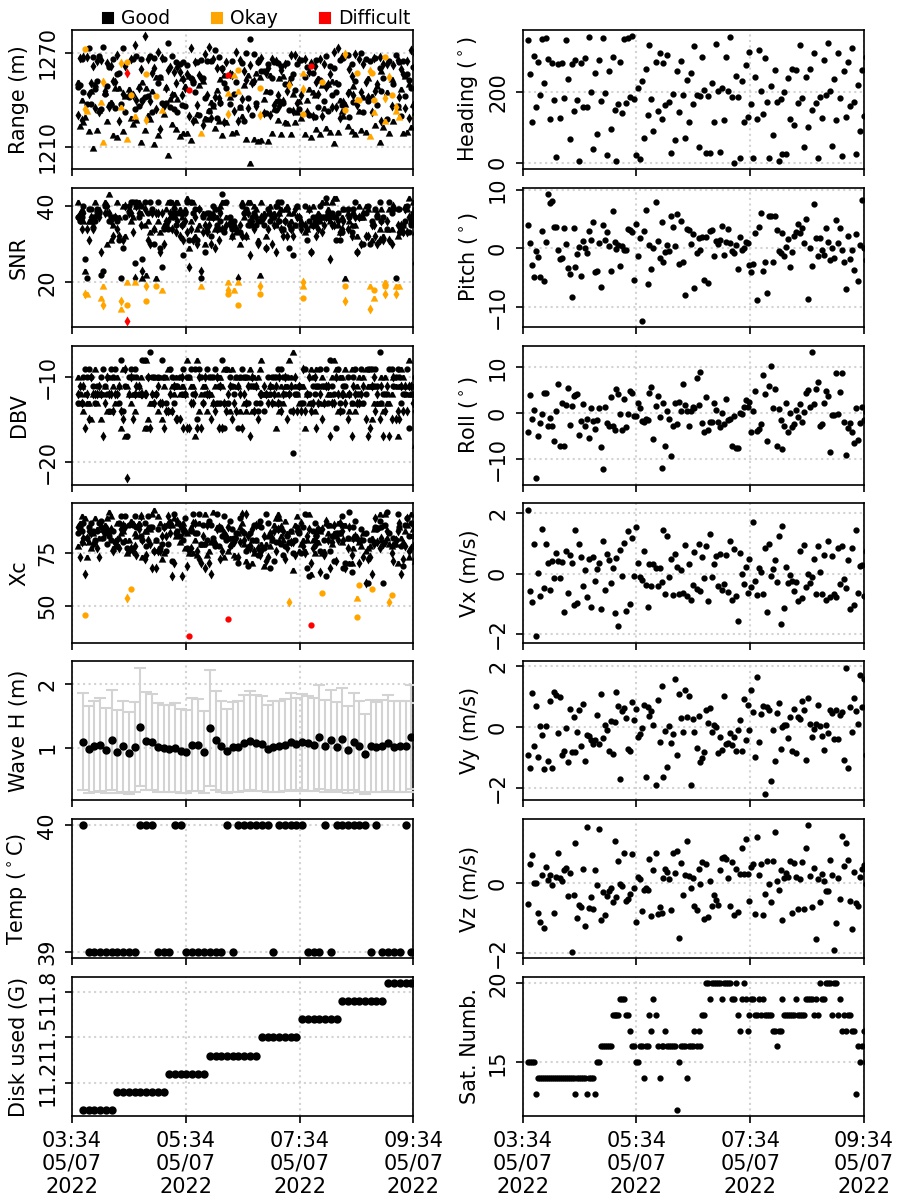 Good Okay Difficult
Range (m)
1270
1210
Heading (°)
200
0
SNR
40
20
Pitch (°)
10
0
−10
DBV
−10
−20
Roll (°)
10
0
−10
Xc
75
50
Vx (m/s)
2
0
−2
Wave H (m)
2
1
Vy (m/s)
2
0
−2
Temp (°C)
40
39
Vz (m/s)
0
−2
Disk used (G)
11.8
11.5
11.2
Sat. Numb.
20
15
03:34 05:34 07:34 09:34
05/07 05/07 05/07 05/07
2022 2022 2022 2022
03:34 05:34 07:34 09:34
05/07 05/07 05/07 05/07
2022 2022 2022 2022